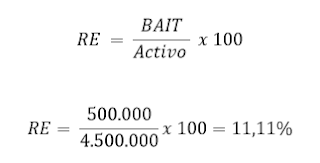 RE = BAIT / Activo x 100
RE = 500.000 / 4.500.000 x 100 = 11,11%